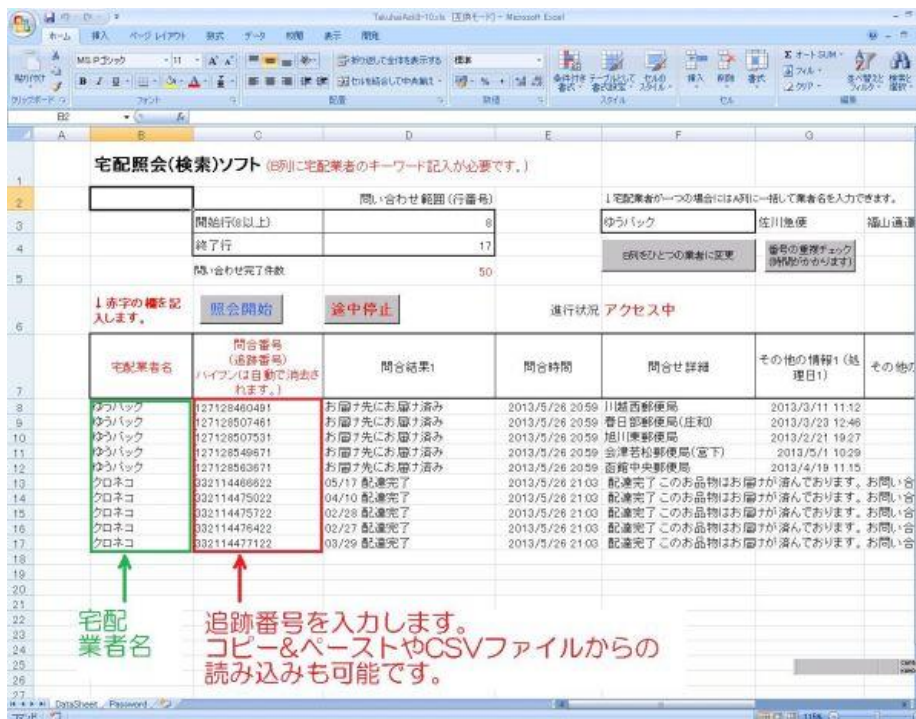 TakuhaiAcid3-10.xls [互換モード] - Microsoft Excel
ホーム 挿入 ページ レイアウト 数式 データ 校閲 表示 開発
MS Pゴシック 11 折り返して全体を表示する 標準 Σ オート SUM
貼り付け B I U セルを結合して中央揃え 条件付き書式 テーブルとして書式設定 セルのスタイル 挿入 削除 書式 フィル クリア 並べ替えと フィルタ 検索と 選択
クリップボード フォント 配置 数値 スタイル セル 編集
B2 fx
A B C D E F G
1 宅配照会(検索)ソフト (B列に宅配業者のキーワード記入が必要です。)
2 問い合わせ範囲(行番号) ↓宅配業者が一つの場合にはA列に一括して業者名を入力できます。
3 開始行(8以上) 8 ゆうパック 佐川急便 福山通運
4 終了行 17 B列をひとつの業者に変更 番号の重複チェック(時間がかかります)
5 問い合わせ完了件数 50
6 ↓赤字の欄を記入します。 照会開始 途中停止 進行状況 アクセス中
7 宅配業者名 問合番号(追跡番号)ハイフンは自動で消去されます。) 問合結果1 問合時間 問合せ詳細 その他の情報1(処理日1) その他の
8 ゆうパック 127128460491 お届け先にお届け済み 2013/5/26 20:59 川越西郵便局 2013/3/11 11:12
9 ゆうパック 127128507461 お届け先にお届け済み 2013/5/26 20:59 春日部郵便局(庄和) 2013/3/23 12:46
10 ゆうパック 127128507531 お届け先にお届け済み 2013/5/26 20:59 旭川東郵便局 2013/2/21 19:27
11 ゆうパック 127128549671 お届け先にお届け済み 2013/5/26 20:59 会津若松郵便局(宮下) 2013/5/1 10:29
12 ゆうパック 127128563671 お届け先にお届け済み 2013/5/26 20:59 函館中央郵便局 2013/4/19 11:15
13 クロネコ 332114466622 05/17 配達完了 2013/5/26 21:03 配達完了 このお品物はお届けが済んでおります。お問い合
14 クロネコ 332114475022 04/10 配達完了 2013/5/26 21:03 配達完了 このお品物はお届けが済んでおります。お問い合
15 クロネコ 332114475722 02/28 配達完了 2013/5/26 21:03 配達完了 このお品物はお届けが済んでおります。お問い合
16 クロネコ 332114476422 02/27 配達完了 2013/5/26 21:03 配達完了 このお品物はお届けが済んでおります。お問い合
17 クロネコ 332114477122 03/29 配達完了 2013/5/26 21:03 配達完了 このお品物はお届けが済んでおります。お問い合
18
19
20
21
22
23
24
25
26
27
宅配
業者名
追跡番号を入力します。
コピー&ペーストやCSVファイルからの
読み込みも可能です。
DataSheet Password
コマンド 115%